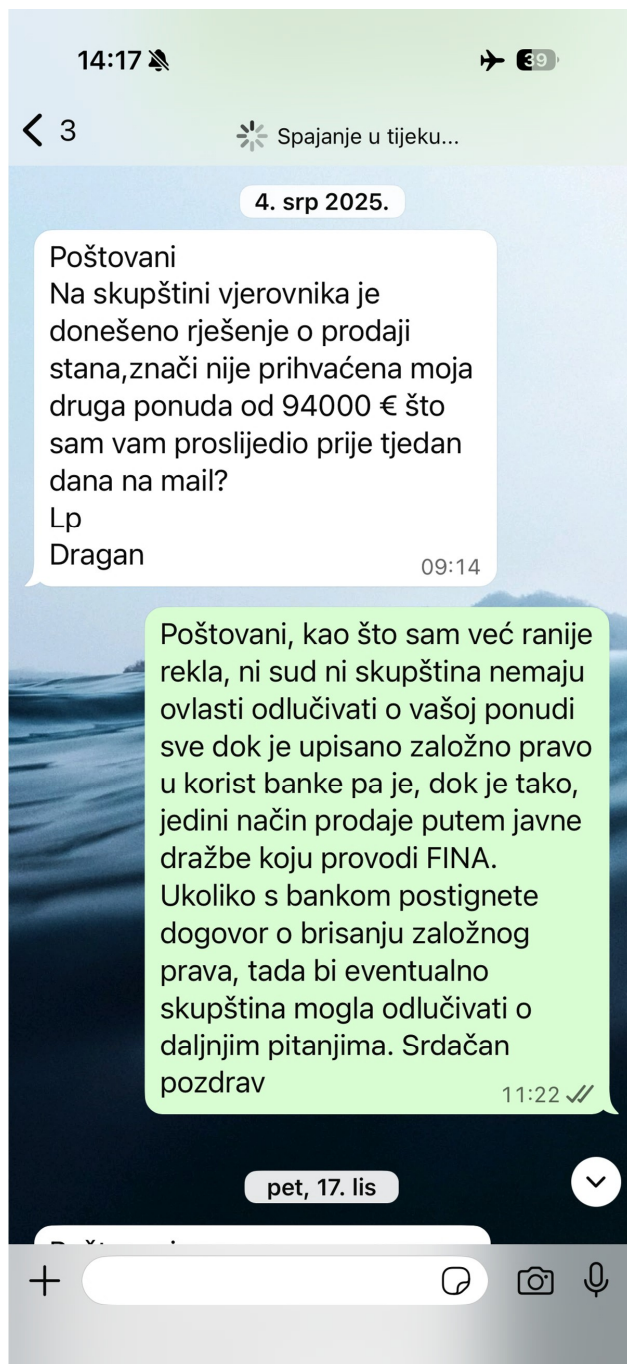 14:17
39
3
Spajanje u tijeku...
4. srp 2025.
Poštovani
Na skupštini vjerovnika je
donešeno rješenje o prodaji
stana,znači nije prihvaćena moja
druga ponuda od 94000 € što
sam vam proslijedio prije tjedan
dana na mail?
Lp
Dragan
09:14
Poštovani, kao što sam već ranije
rekla, ni sud ni skupština nemaju
ovlasti odlučivati o vašoj ponudi
sve dok je upisano založno pravo
u korist banke pa je, dok je tako,
jedini način prodaje putem javne
dražbe koju provodi FINA.
Ukoliko s bankom postignete
dogovor o brisanju založnog
prava, tada bi eventualno
skupština mogla odlučivati o
daljnjim pitanjima. Srdačan
pozdrav
11:22
pet, 17. lis